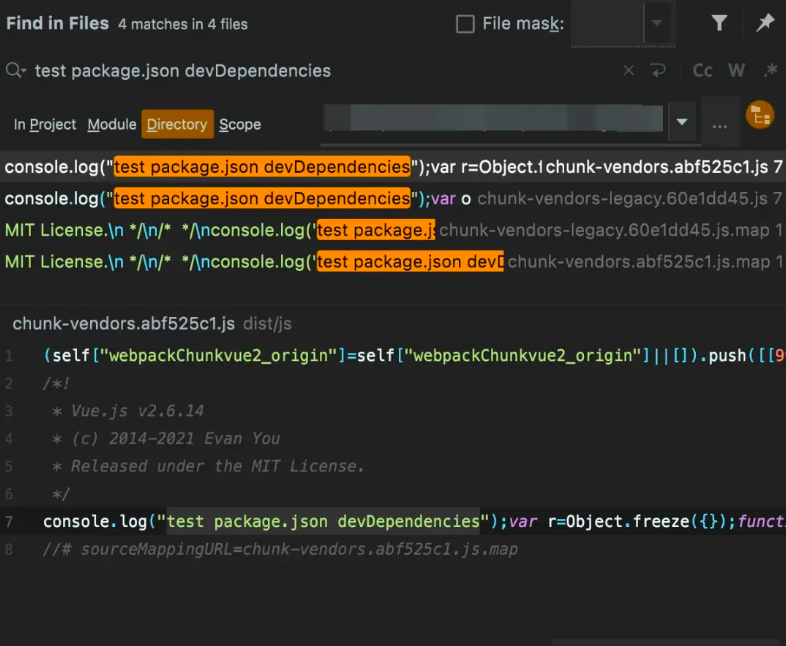 Find in Files 4 matches in 4 files File mask:
test package.json devDependencies Cc W .*
In Project Module Directory Scope ...
console.log("test package.json devDependencies");var r=Object.f chunk-vendors.abf525c1.js 7
console.log("test package.json devDependencies");var o chunk-vendors-legacy.60e1dd45.js 7
MIT License.\n */\n/* */\nconsole.log('test package.js chunk-vendors-legacy.60e1dd45.js.map 1
MIT License.\n */\n/* */\nconsole.log('test package.json devD chunk-vendors.abf525c1.js.map 1
chunk-vendors.abf525c1.js dist/js
1 (self["webpackChunkvue2_origin"]=self["webpackChunkvue2_origin"]||[]).push([[9
2 /*!
3 * Vue.js v2.6.14
4 * (c) 2014-2021 Evan You
5 * Released under the MIT License.
6 */
7 console.log("test package.json devDependencies");var r=Object.freeze({});funct
8 //# sourceMappingURL=chunk-vendors.abf525c1.js.map